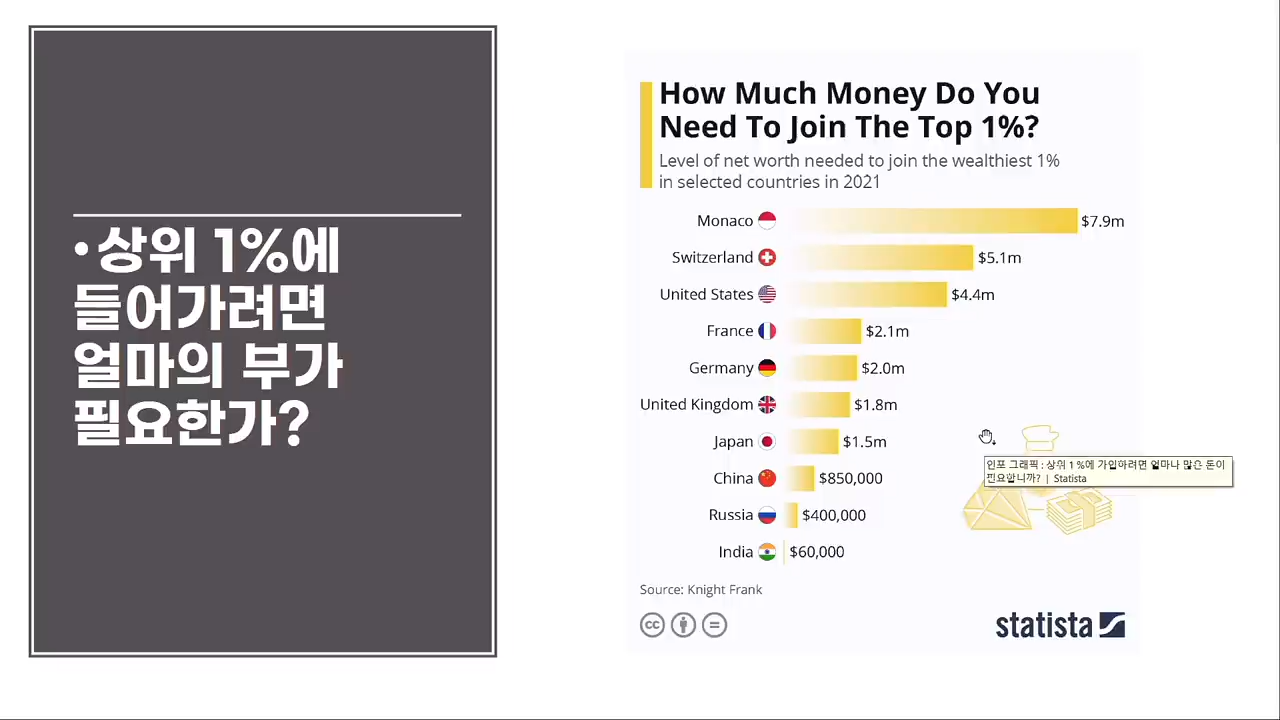 • 상위 1%에
들어가려면
얼마의 부가
필요한가?
How Much Money Do You
Need To Join The Top 1%?
Level of net worth needed to join the wealthiest 1%
in selected countries in 2021
Monaco $7.9m
Switzerland $5.1m
United States $4.4m
France $2.1m
Germany $2.0m
United Kingdom $1.8m
Japan $1.5m
China $850,000
Russia $400,000
India $60,000
인포 그래픽 : 상위 1 %에 가입하려면 얼마나 많은 돈이
필요합니까? | Statista
Source: Knight Frank
cc
statista